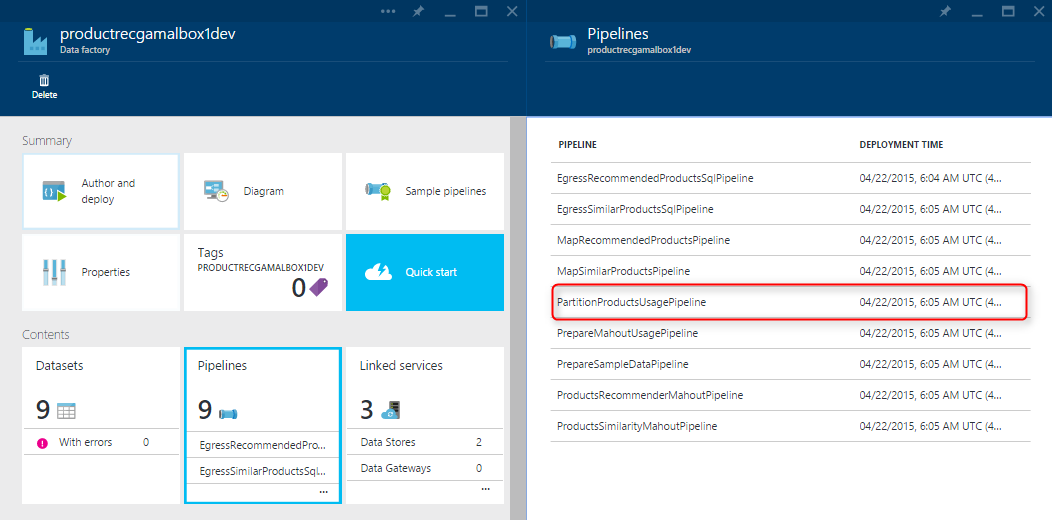 productrecgamalbox1dev
Data factory
Delete
Summary
Author and
deploy
Diagram
Sample pipelines
Properties
Tags
PRODUCTRECGAMALBOX1DEV
0
Quick start
Contents
Datasets
9
With errors 0
Pipelines
9
EgressRecommendedPro...
EgressSimilarProductsSql...
...
Linked services
3
Data Stores 2
Data Gateways 0
...
Pipelines
productrecgamalbox1dev
PIPELINE DEPLOYMENT TIME
EgressRecommendedProductsSqlPipeline 04/22/2015, 6:04 AM UTC (4...
EgressSimilarProductsSqlPipeline 04/22/2015, 6:05 AM UTC (4...
MapRecommendedProductsPipeline 04/22/2015, 6:05 AM UTC (4...
MapSimilarProductsPipeline 04/22/2015, 6:05 AM UTC (4...
PartitionProductsUsagePipeline 04/22/2015, 6:05 AM UTC (4...
PrepareMahoutUsagePipeline 04/22/2015, 6:05 AM UTC (4...
PrepareSampleDataPipeline 04/22/2015, 6:05 AM UTC (4...
ProductsRecommenderMahoutPipeline 04/22/2015, 6:05 AM UTC (4...
ProductsSimilarityMahoutPipeline 04/22/2015, 6:05 AM UTC (4...